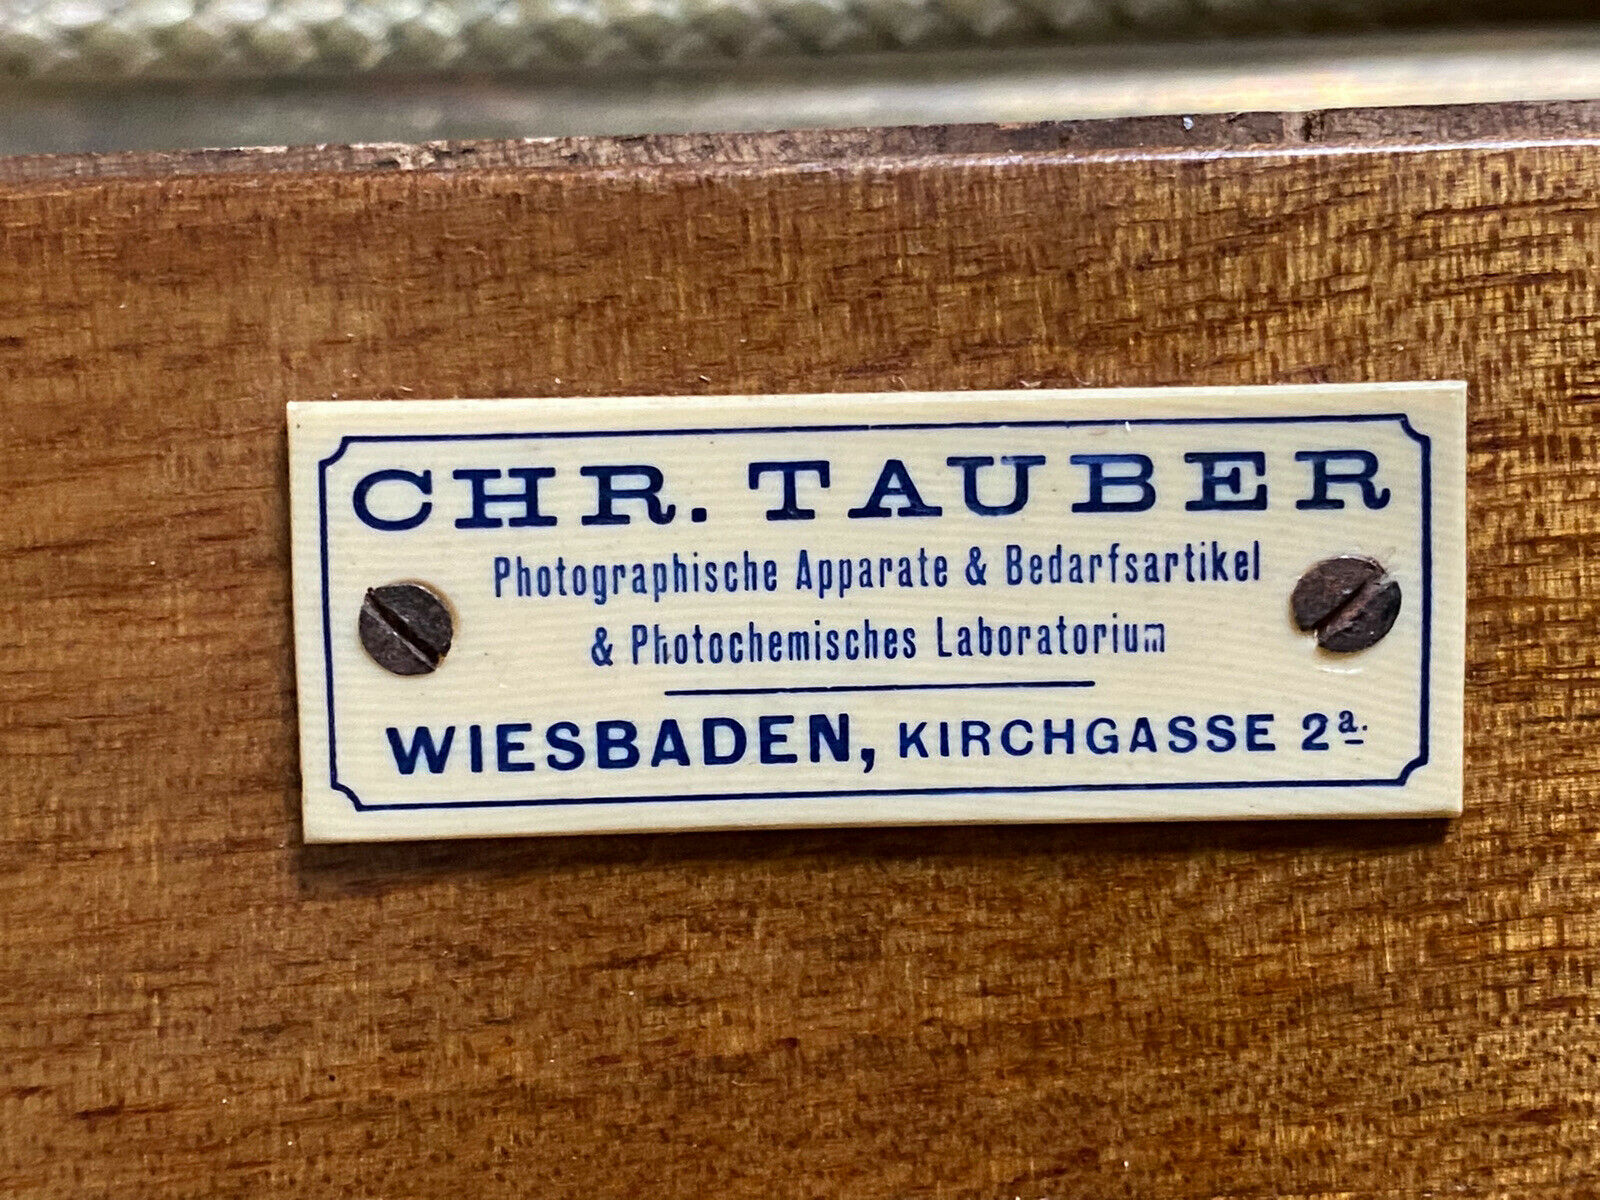 CHR. TAUBER
Photographische Apparate & Bedarfsartikel
& Photochemisches Laboratorium
WIESBADEN, KIRCHGASSE 2a.